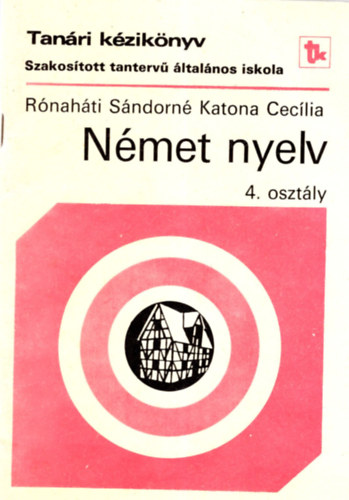 Tanári kézikönyv
tk
Szakosított tantervű általános iskola
Rónaháti Sándorné Katona Cecília
Német nyelv
4. osztály